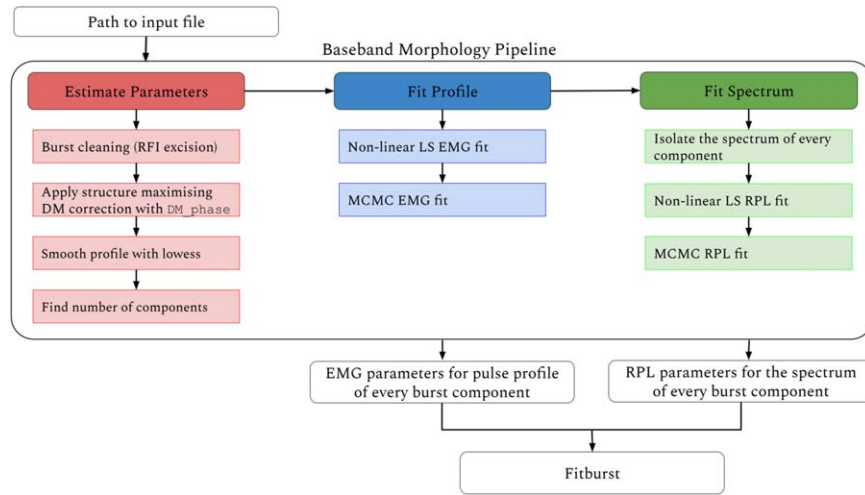 Path to input file
Baseband Morphology Pipeline
Estimate Parameters
Fit Profile
Fit Spectrum
Burst cleaning (RFI excision)
Non-linear LS EMG fit
Isolate the spectrum of every
component
Apply structure maximising
DM correction with DM_phase
MCMC EMG fit
Non-linear LS RPL fit
Smooth profile with lowess
MCMC RPL fit
Find number of components
EMG parameters for pulse profile
of every burst component
RPL parameters for the spectrum
of every burst component
Fitburst